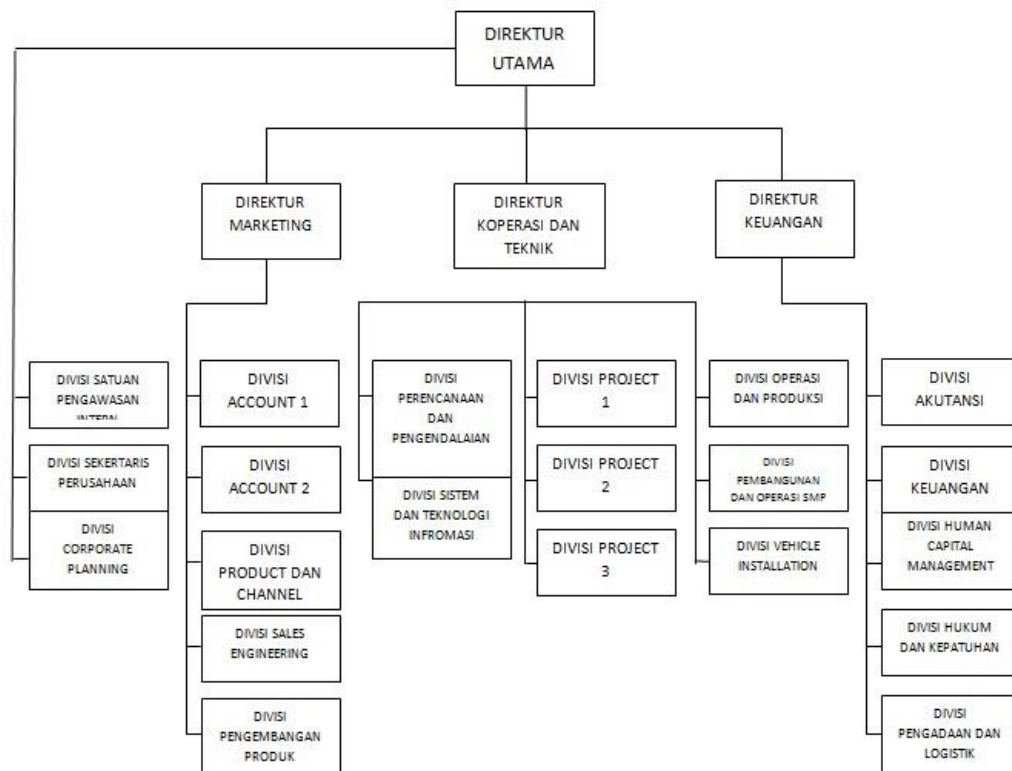 DIREKTUR
UTAMA
DIREKTUR
MARKETING
DIREKTUR
KOPERASI DAN
TEKNIK
DIREKTUR
KEUANGAN
DIVISI SATUAN
PENGAWASAN
INTERN
DIVISI SEKERTARIS
PERUSAHAAN
DIVISI
CORPORATE
PLANNING
DIVISI
ACCOUNT 1
DIVISI
ACCOUNT 2
DIVISI
PRODUCT DAN
CHANNEL
DIVISI SALES
ENGINEERING
DIVISI
PENGEMBANGAN
PRODUK
DIVISI
PERENCANAAN
DAN
PENGENDALAIAN
DIVISI SISTEM
DAN TEKNOLOGI
INFROMASI
DIVISI PROJECT
1
DIVISI PROJECT
2
DIVISI PROJECT
3
DIVISI OPERASI
DAN PRODUKSI
DIVISI
PEMBANGUNAN
DAN OPERASI SMP
DIVISI VEHICLE
INSTALLATION
DIVISI
AKUTANSI
DIVISI
KEUANGAN
DIVISI HUMAN
CAPITAL
MANAGEMENT
DIVISI HUKUM
DAN KEPATUHAN
DIVISI
PENGADAAN DAN
LOGISTIK